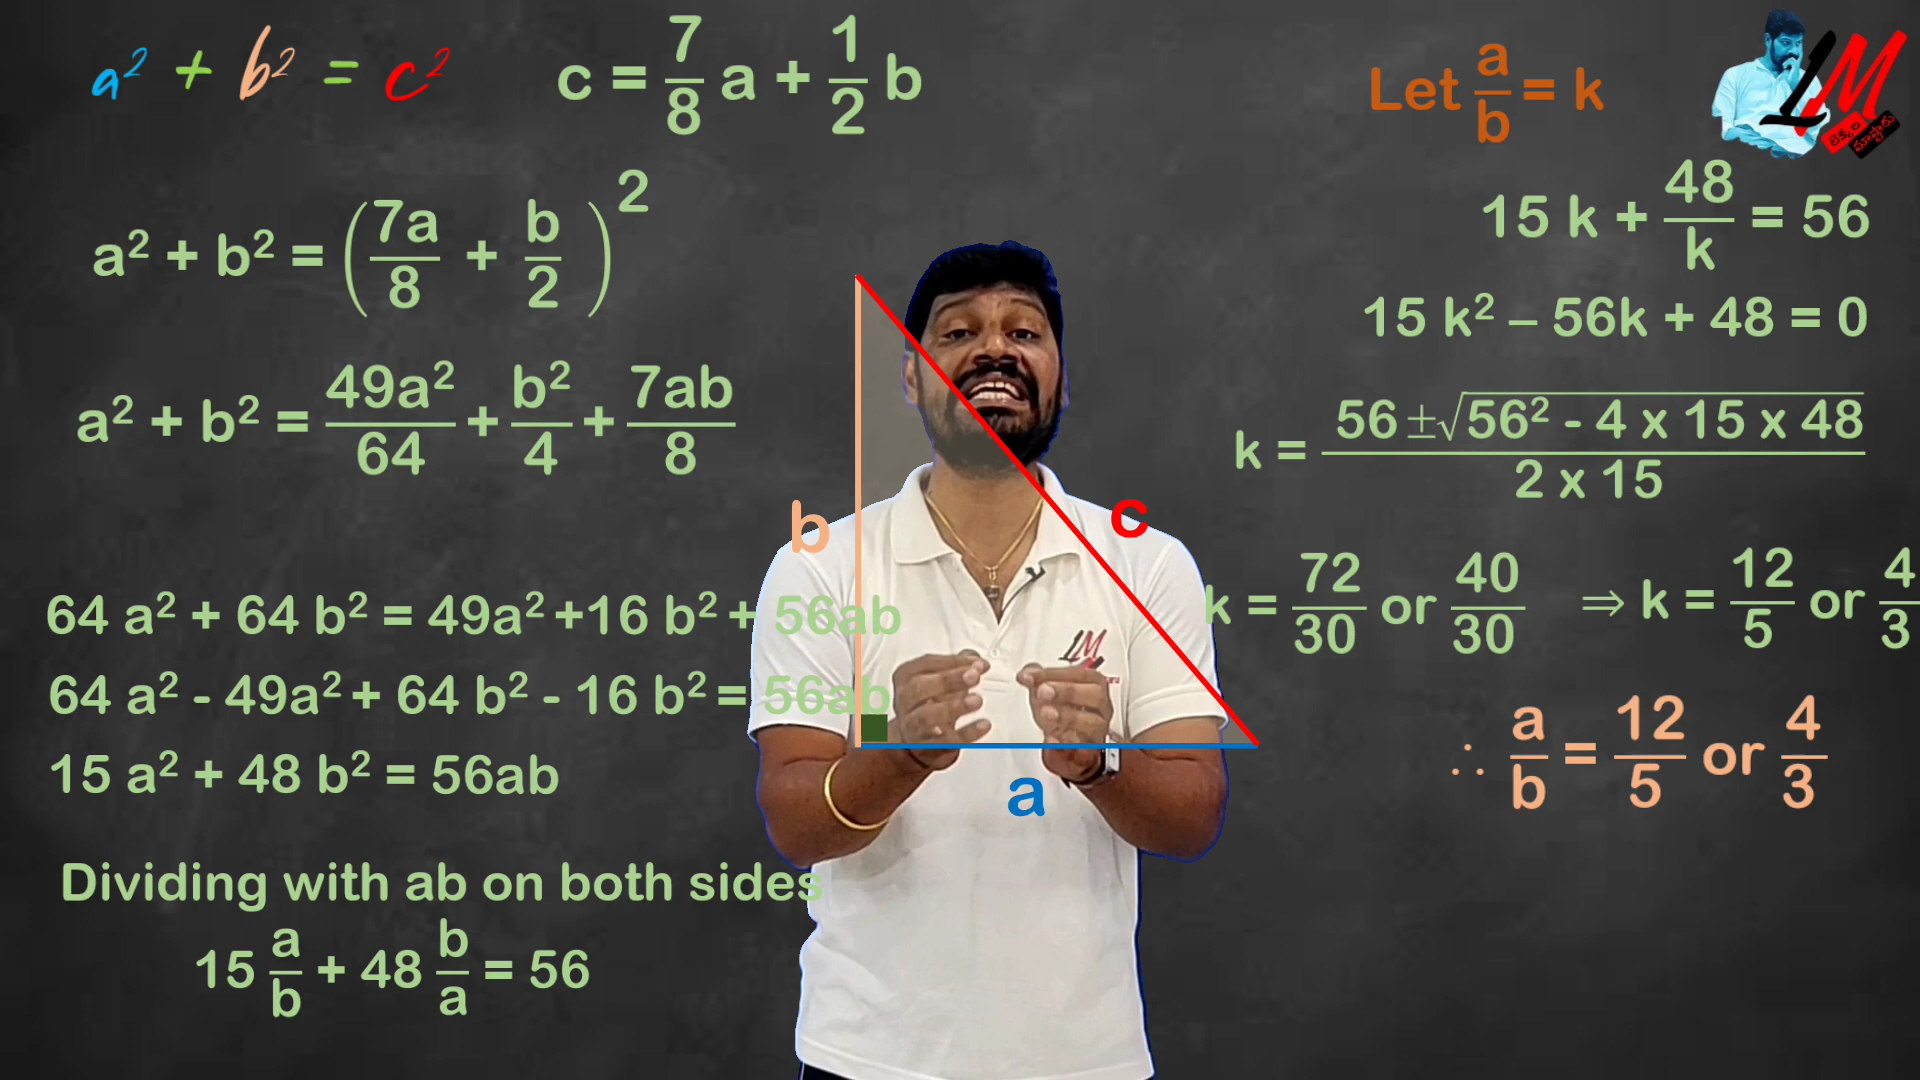 a² + b² = c²
c = 7/8 a + 1/2 b
a² + b² = (7a/8 + b/2)²
a² + b² = 49a²/64 + b²/4 + 7ab/8
64 a² + 64 b² = 49a² +16 b² + 56ab
64 a² - 49a² + 64 b² - 16 b² = 56ab
15 a² + 48 b² = 56ab
Dividing with ab on both sides
15 a/b + 48 b/a = 56
b
c
a
LM
Let a/b = k
LM
లెక్కల
మాస్టారు
15 k + 48/k = 56
15 k² – 56k + 48 = 0
k = 56 ±√56² - 4 x 15 x 48 / 2 x 15
k = 72/30 or 40/30 ⇒ k = 12/5 or 4/3
∴ a/b = 12/5 or 4/3